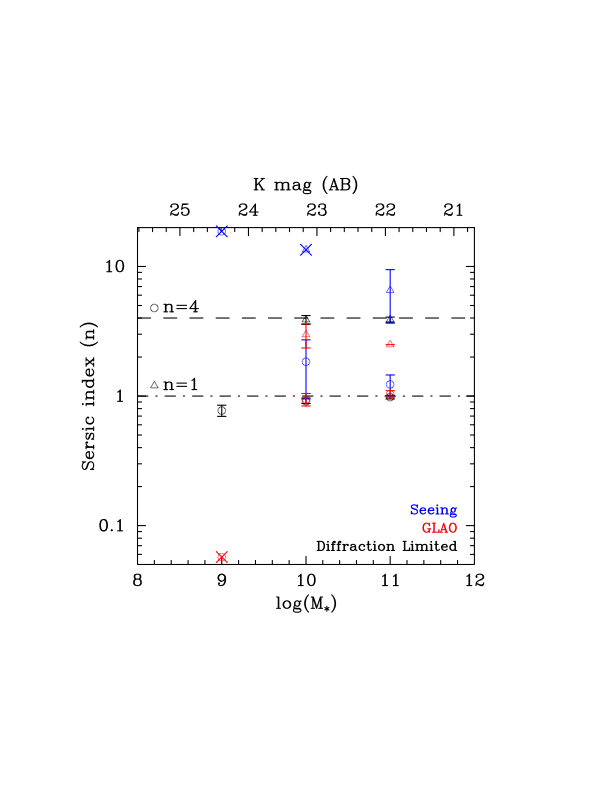 K mag (AB)
25 24 23 22 21
10
n=4
n=1
1
0.1
Sersic index (n)
Seeing
GLAO
Diffraction Limited
8 9 10 11 12
log(M*)